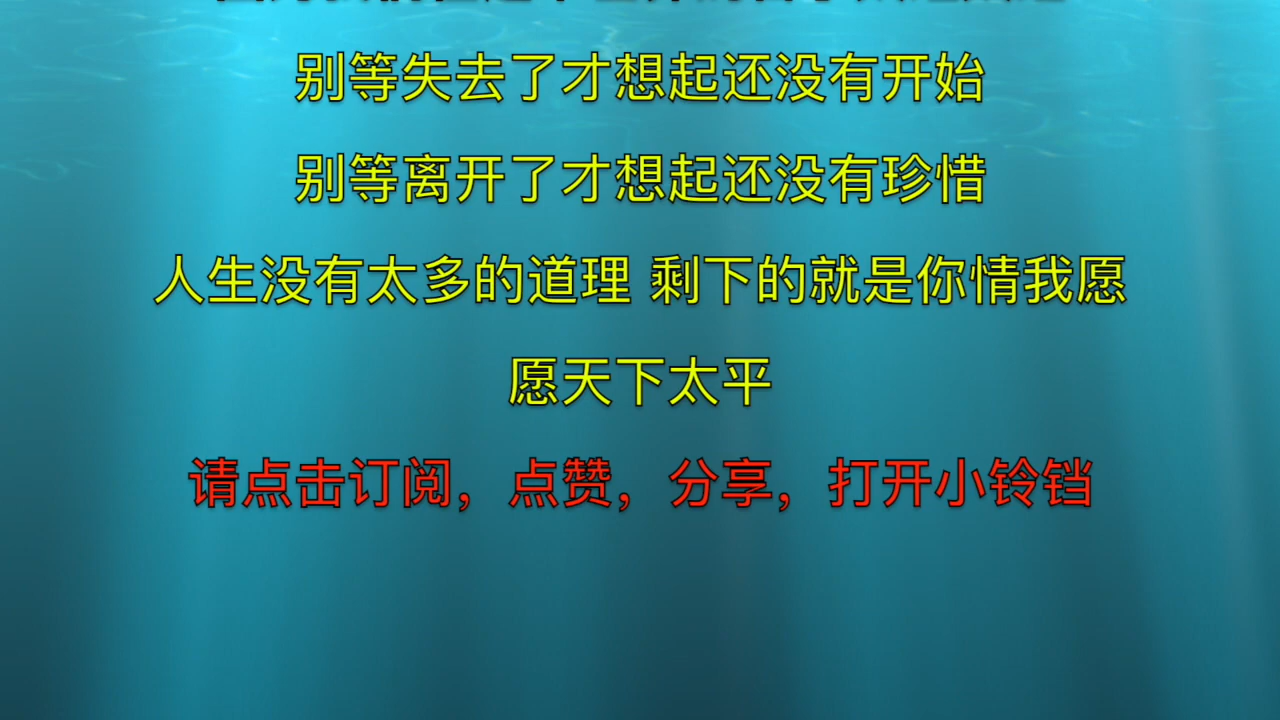 别等失去了才想起还没有开始
别等离开了才想起还没有珍惜
人生没有太多的道理 剩下的就是你情我愿
愿天下太平
请点击订阅，点赞，分享，打开小铃铛